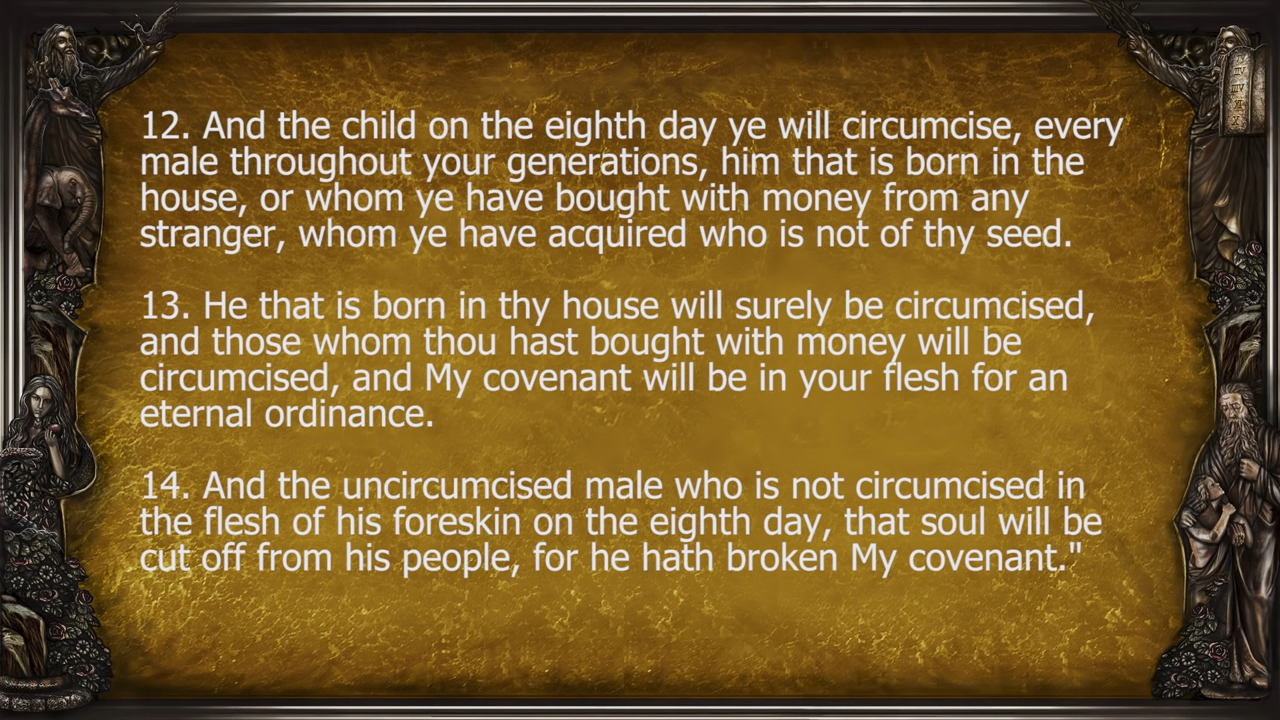 12. And the child on the eighth day ye will circumcise, every
male throughout your generations, him that is born in the
house, or whom ye have bought with money from any
stranger, whom ye have acquired who is not of thy seed.
13. He that is born in thy house will surely be circumcised,
and those whom thou hast bought with money will be
circumcised, and My covenant will be in your flesh for an
eternal ordinance.
14. And the uncircumcised male who is not circumcised in
the flesh of his foreskin on the eighth day, that soul will be
cut off from his people, for he hath broken My covenant."